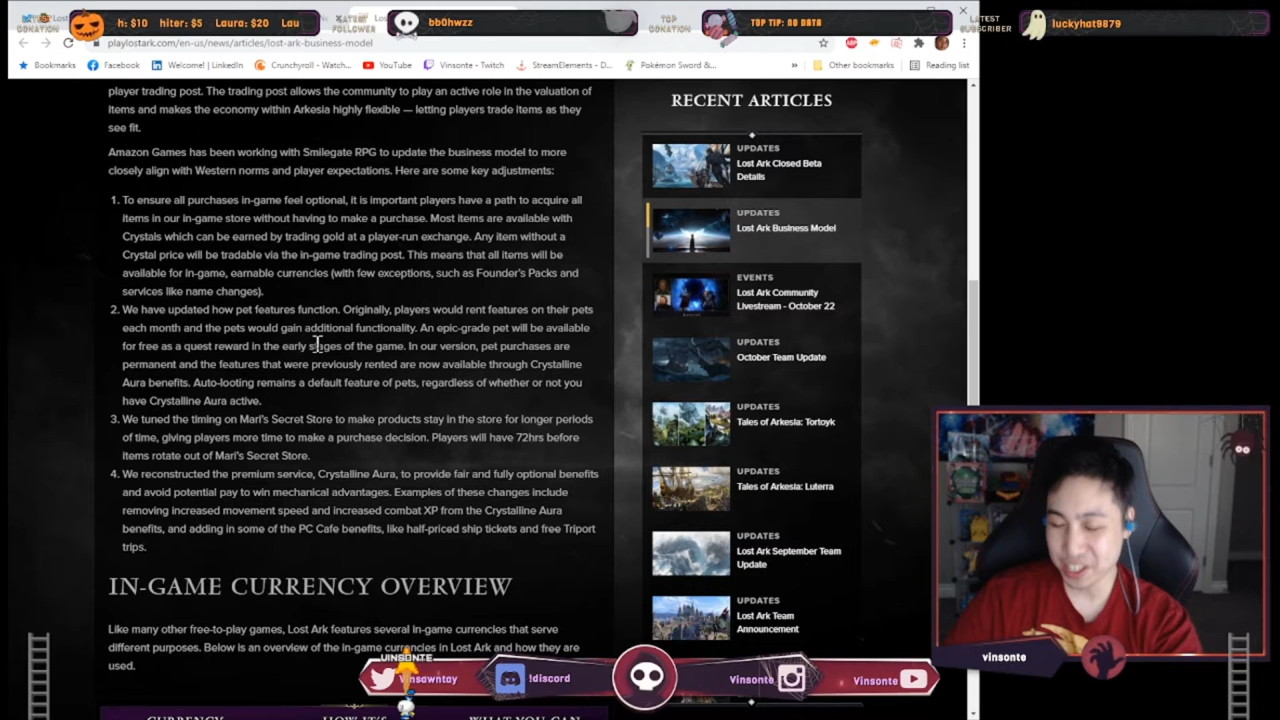 LATEST DONATION
h: $10 hiter: $5 Laura: $20 Lau
LATEST FOLLOWER
bb0hwzz
TOP DONATION
TOP TIP: NO DATA
LATEST SUBSCRIBER
luckyhat9879
playlostark.com/en-us/news/articles/lost-ark-business-model
Bookmarks Facebook Welcome! | LinkedIn Crunchyroll - Watch... YouTube Vinsonte - Twitch StreamElements - D... Pokémon Sword &... » Other bookmarks Reading list
player trading post. The trading post allows the community to play an active role in the valuation of
items and makes the economy within Arkesia highly flexible — letting players trade items as they
see fit.
Amazon Games has been working with Smilegate RPG to update the business model to more
closely align with Western norms and player expectations. Here are some key adjustments:
1. To ensure all purchases in-game feel optional, it is important players have a path to acquire all
items in our in-game store without having to make a purchase. Most items are available with
Crystals which can be earned by trading gold at a player-run exchange. Any item without a
Crystal price will be tradable via the in-game trading post. This means that all items will be
available for in-game, earnable currencies (with few exceptions, such as Founder's Packs and
services like name changes).
2. We have updated how pet features function. Originally, players would rent features on their pets
each month and the pets would gain additional functionality. An epic-grade pet will be available
for free as a quest reward in the early stages of the game. In our version, pet purchases are
permanent and the features that were previously rented are now available through Crystalline
Aura benefits. Auto-looting remains a default feature of pets, regardless of whether or not you
have Crystalline Aura active.
3. We tuned the timing on Mari's Secret Store to make products stay in the store for longer periods
of time, giving players more time to make a purchase decision. Players will have 72hrs before
items rotate out of Mari's Secret Store.
4. We reconstructed the premium service, Crystalline Aura, to provide fair and fully optional benefits
and avoid potential pay to win mechanical advantages. Examples of these changes include
removing increased movement speed and increased combat XP from the Crystalline Aura
benefits, and adding in some of the PC Cafe benefits, like half-priced ship tickets and free Triport
trips.
IN-GAME CURRENCY OVERVIEW
Like many other free-to-play games, Lost Ark features several in-game currencies that serve
different purposes. Below is an overview of the in-game currencies in Lost Ark and how they are
used.
CURRENCY HOW IT'S WHAT YOU CAN
RECENT ARTICLES
UPDATES
Lost Ark Closed Beta
Details
UPDATES
Lost Ark Business Model
EVENTS
Lost Ark Community
Livestream - October 22
UPDATES
October Team Update
UPDATES
Tales of Arkesia: Tortoyk
UPDATES
Tales of Arkesia: Luterra
UPDATES
Lost Ark September Team
Update
UPDATES
Lost Ark Team
Announcement
vinsonte
VINSONTE
Vinsawntay
!discord
Vinsonte
Vinsonte